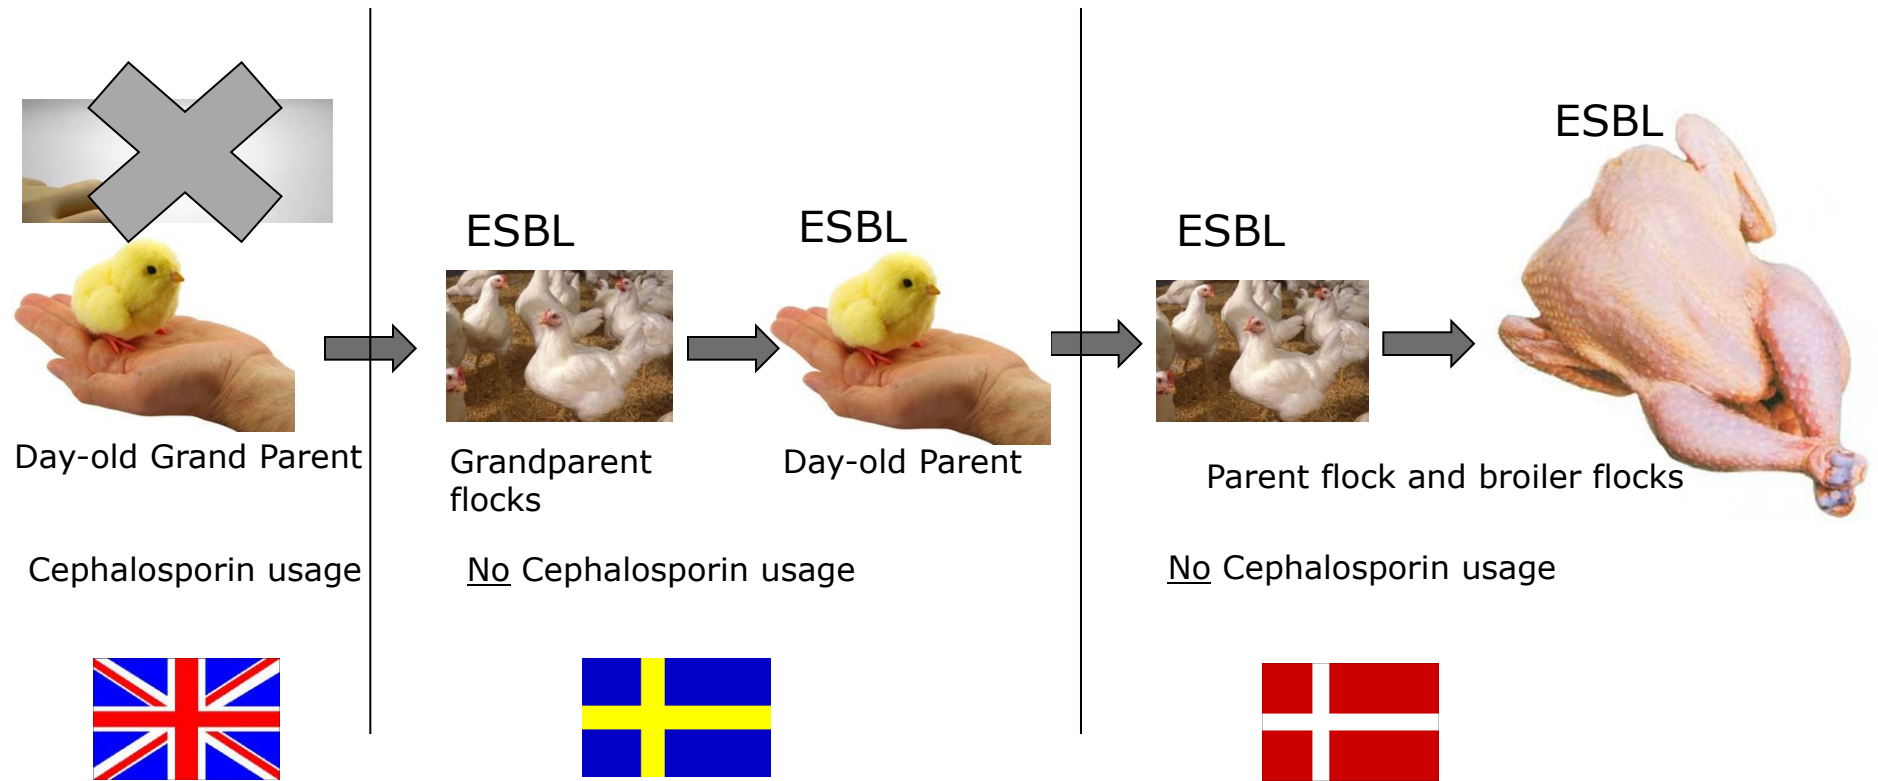 ESBL
ESBL
ESBL
ESBL
Day-old Grand Parent
Grandparent
flocks
Day-old Parent
Parent flock and broiler flocks
Cephalosporin usage
No Cephalosporin usage
No Cephalosporin usage